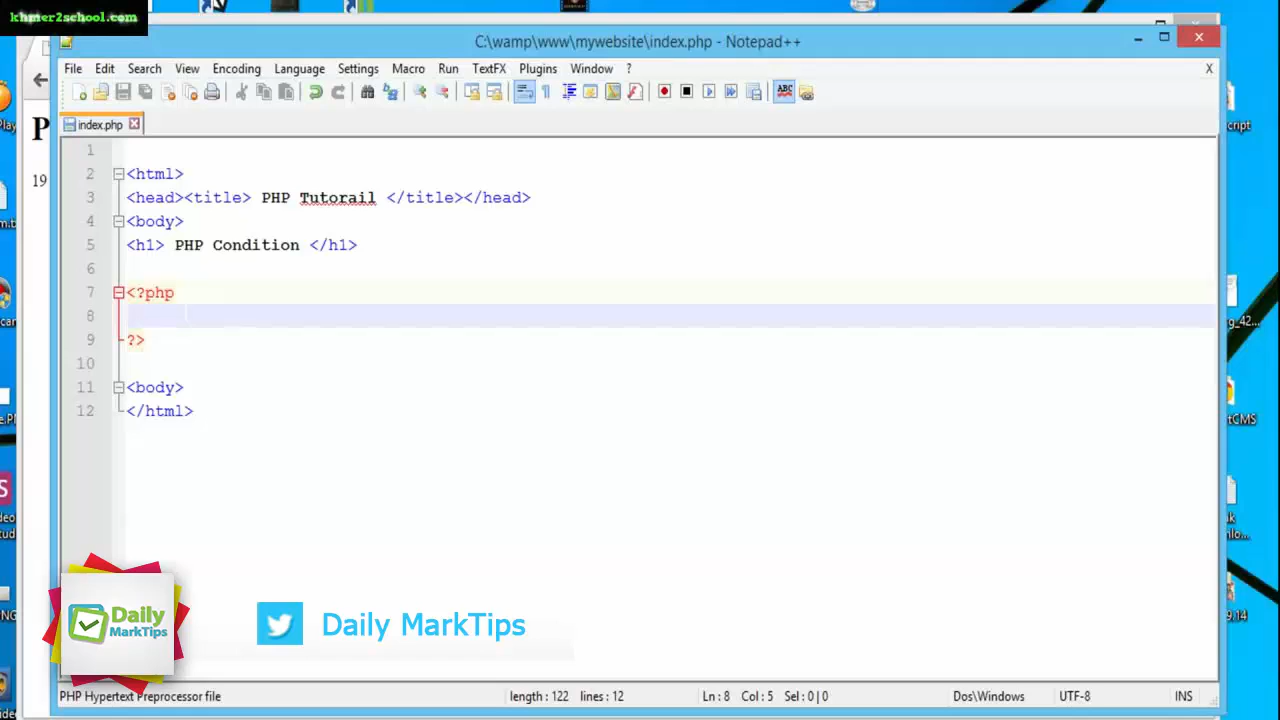 khmer2school.com
C:\wamp\www\mywebsite\index.php - Notepad++
File Edit Search View Encoding Language Settings Macro Run TextFX Plugins Window ? X
index.php
1
2 <html>
3 <head><title> PHP Tutorail </title></head>
4 <body>
5 <h1> PHP Condition </h1>
6
7 <?php
8
9 ?>
10
11 <body>
12 </html>
P
19
Daily
MarkTips
Daily MarkTips
PHP Hypertext Preprocessor file length : 122 lines : 12 Ln : 8 Col : 5 Sel : 0 | 0 Dos\Windows UTF-8 INS